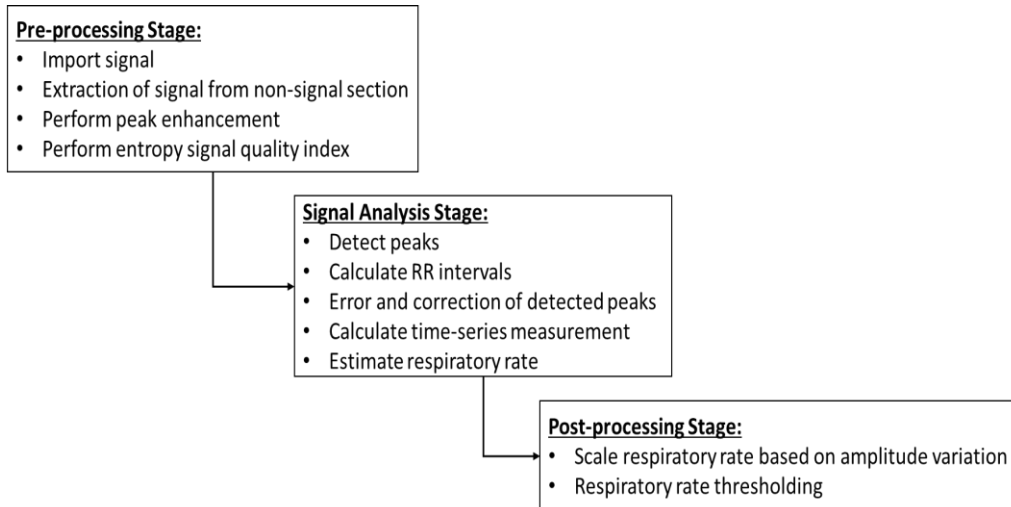 Pre-processing Stage:
• Import signal
• Extraction of signal from non-signal section
• Perform peak enhancement
• Perform entropy signal quality index
Signal Analysis Stage:
• Detect peaks
• Calculate RR intervals
• Error and correction of detected peaks
• Calculate time-series measurement
• Estimate respiratory rate
Post-processing Stage:
• Scale respiratory rate based on amplitude variation
• Respiratory rate thresholding